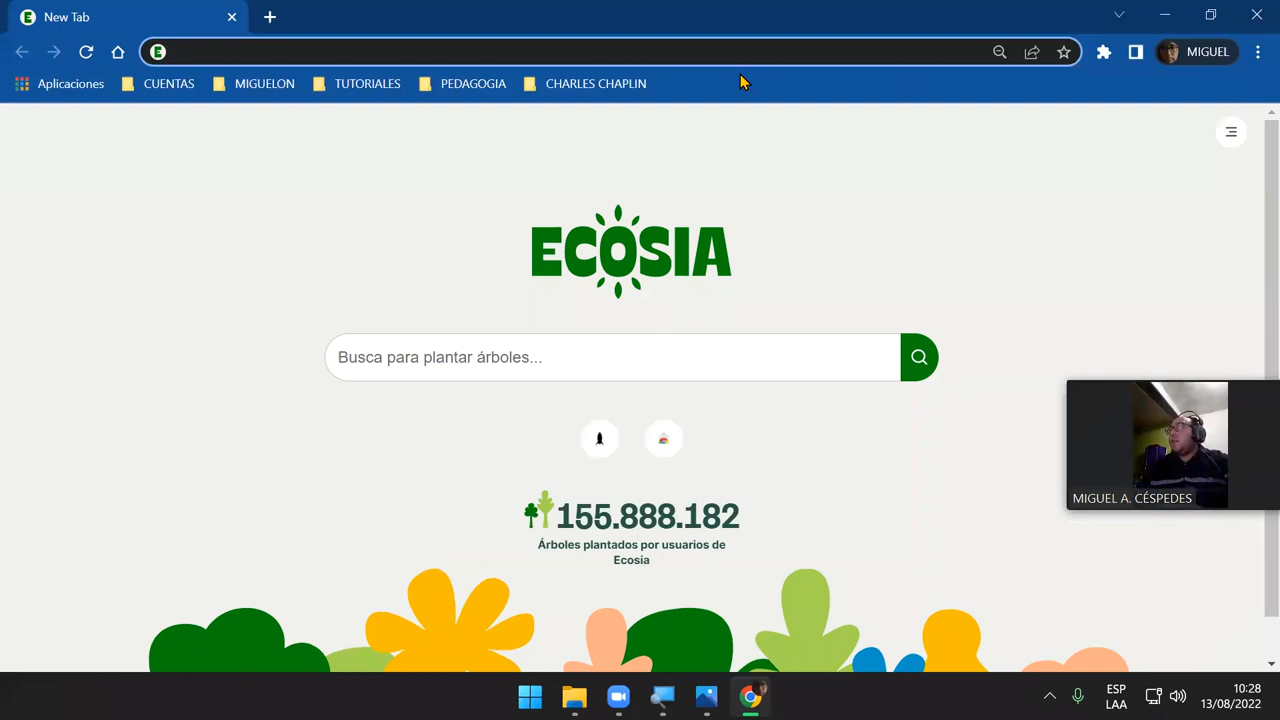 New Tab
MIGUEL
Aplicaciones CUENTAS MIGUELON TUTORIALES PEDAGOGIA CHARLES CHAPLIN
ECOSIA
Busca para plantar árboles...
155.888.182
Árboles plantados por usuarios de
Ecosia
MIGUEL A. CÉSPEDES
ESP
LAA
10:28
13/08/2022